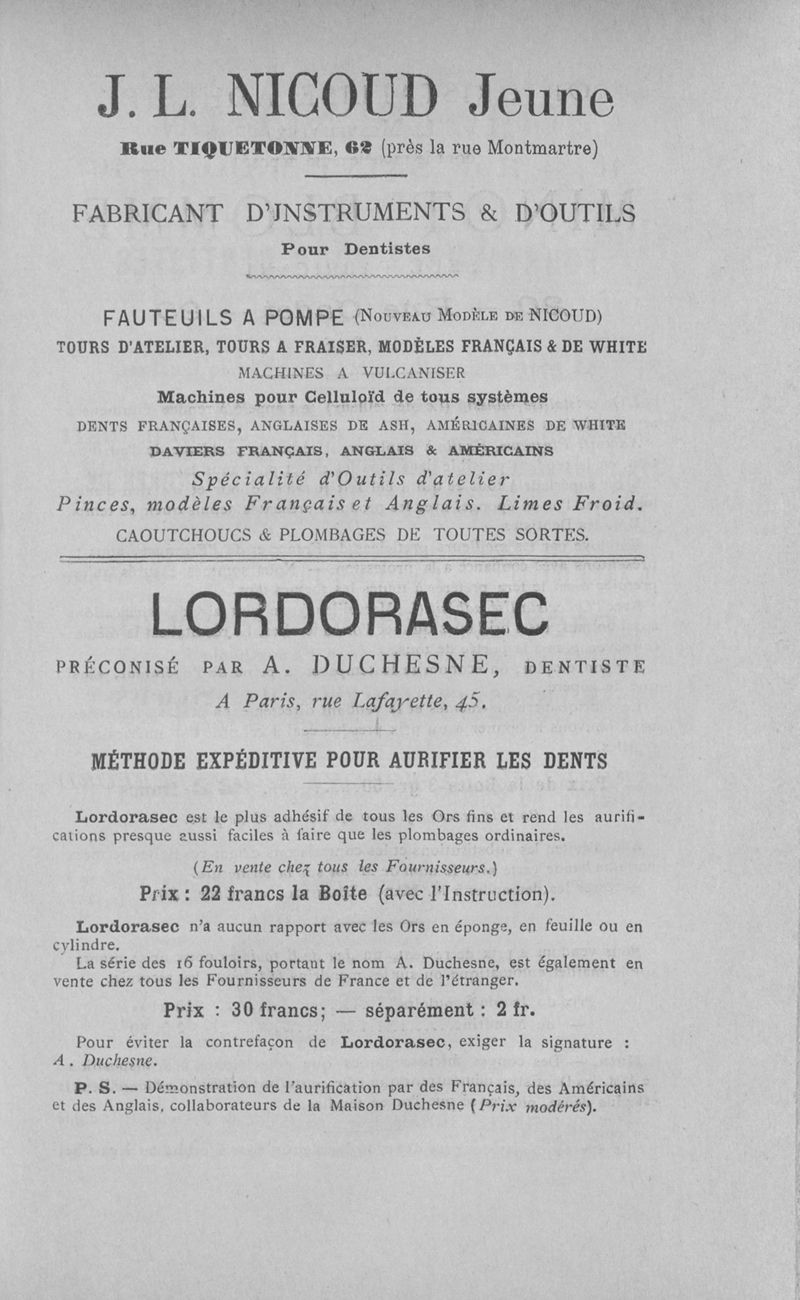 J. L. NICOUD Jeune
Rue TIQUETONNE, 62 (près la rue Montmartre)
FABRICANT D'INSTRUMENTS & D'OUTILS
Pour Dentistes
FAUTEUILS A POMPE (Nouveau Modèle de NICOUD)
TOURS D'ATELIER, TOURS A FRAISER, MODÈLES FRANÇAIS & DE WHITE
MACHINES A VULCANISER
Machines pour Celluloïd de tous systèmes
DENTS FRANÇAISES, ANGLAISES DE ASH, AMÉRICAINES DE WHITE
DAVIERS FRANÇAIS, ANGLAIS & AMÉRICAINS
Spécialité d'Outils d'atelier
Pinces, modèles Français et Anglais. Limes Froid.
CAOUTCHOUCS & PLOMBAGES DE TOUTES SORTES.
LORDORASEC
PRÉCONISÉ PAR A. DUCHESNE, DENTISTE
A Paris, rue Lafayette, 45.
MÉTHODE EXPÉDITIVE POUR AURIFIER LES DENTS
Lordorasec est le plus adhésif de tous les Ors fins et rend les aurifi-
cations presque aussi faciles à faire que les plombages ordinaires.
(En vente chez tous les Fournisseurs.)
Prix : 22 francs la Boîte (avec l'Instruction).
Lordorasec n'a aucun rapport avec les Ors en éponge, en feuille ou en
cylindre.
La série des 16 fouloirs, portant le nom A. Duchesne, est également en
vente chez tous les Fournisseurs de France et de l'étranger.
Prix : 30 francs; — séparément : 2 fr.
Pour éviter la contrefaçon de Lordorasec, exiger la signature :
A. Duchesne.
P. S. — Démonstration de l'aurification par des Français, des Américains
et des Anglais, collaborateurs de la Maison Duchesne (Prix modérés).